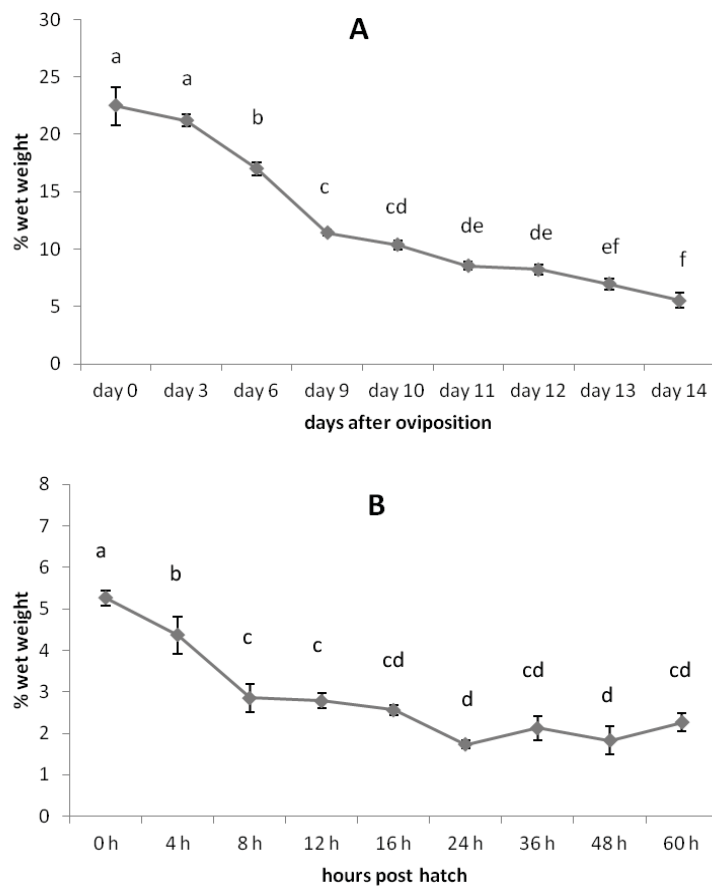 A
30
25
20
15
10
5
0
% wet weight
a
a
b
c
cd
de
de
ef
f
day 0 day 3 day 6 day 9 day 10 day 11 day 12 day 13 day 14
days after oviposition
B
8
7
6
5
4
3
2
1
0
% wet weight
a
b
c
c
cd
d
cd
d
cd
0 h 4 h 8 h 12 h 16 h 24 h 36 h 48 h 60 h
hours post hatch